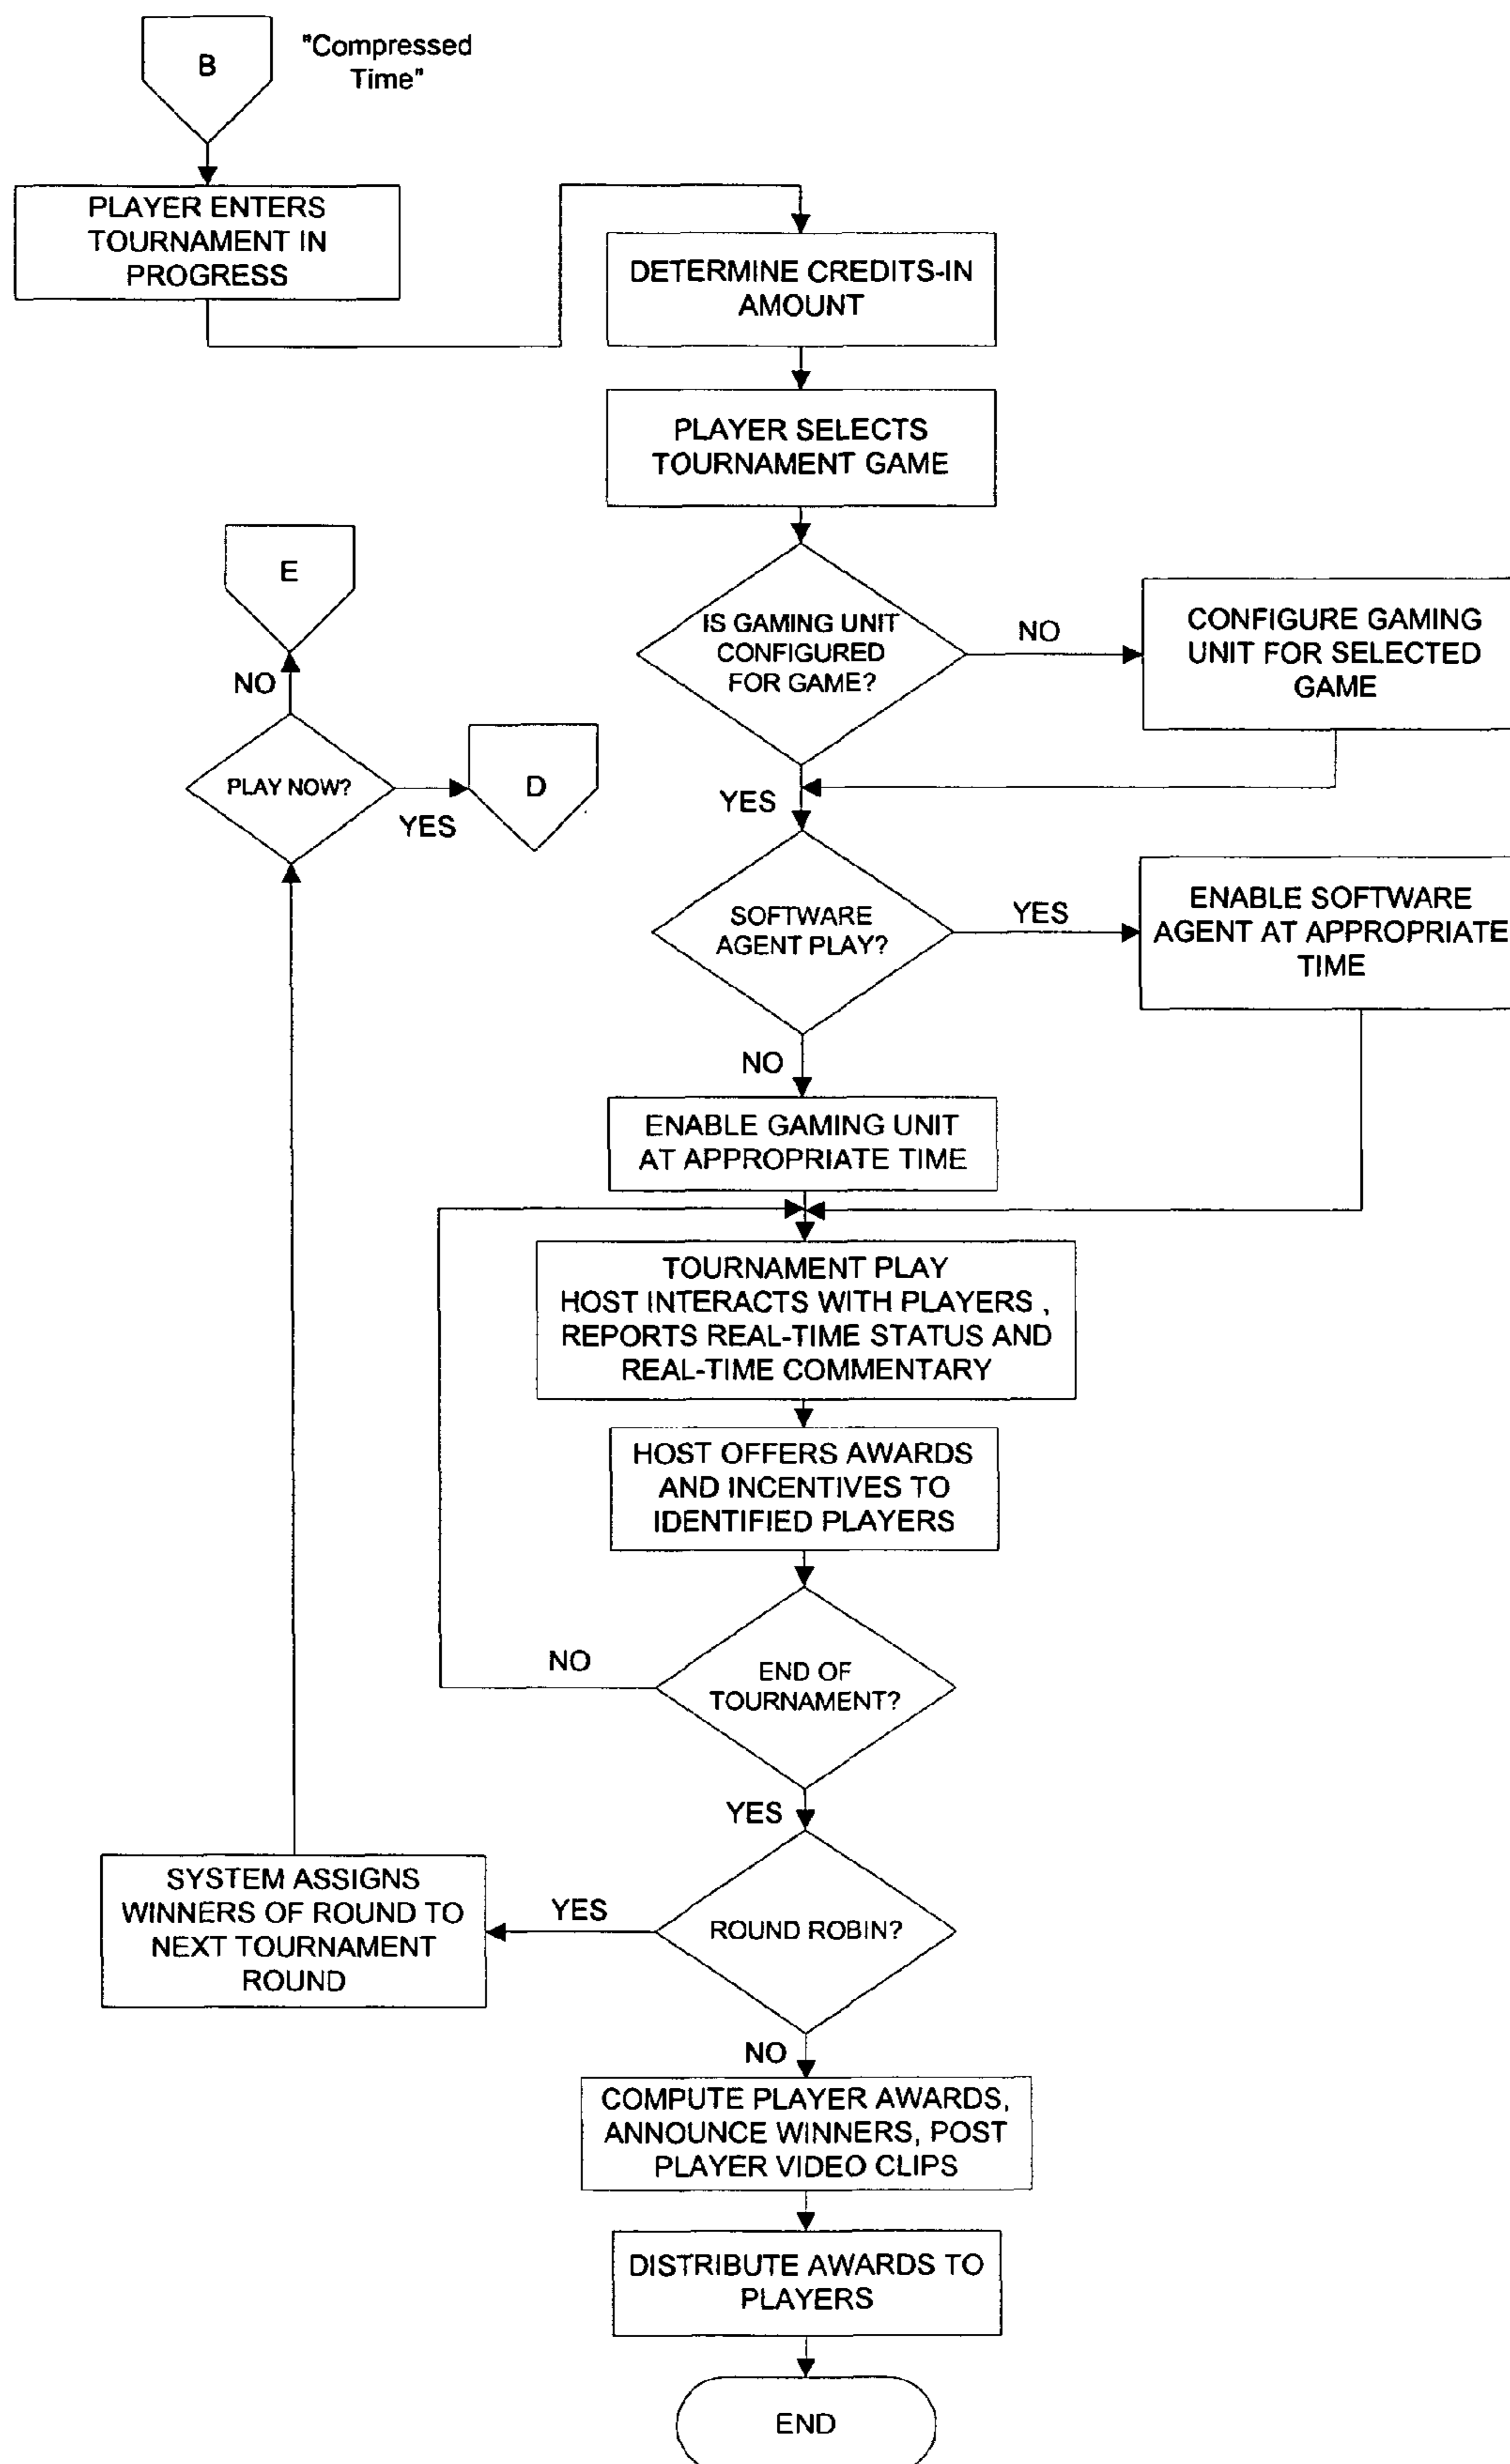 B
"Compressed
Time"
PLAYER ENTERS
TOURNAMENT IN
PROGRESS
DETERMINE CREDITS-IN
AMOUNT
PLAYER SELECTS
TOURNAMENT GAME
E
IS GAMING UNIT
CONFIGURED
FOR GAME?
NO
CONFIGURE GAMING
UNIT FOR SELECTED
GAME
NO
PLAY NOW?
YES
D
YES
SOFTWARE
AGENT PLAY?
YES
ENABLE SOFTWARE
AGENT AT APPROPRIATE
TIME
NO
ENABLE GAMING UNIT
AT APPROPRIATE TIME
TOURNAMENT PLAY
HOST INTERACTS WITH PLAYERS ,
REPORTS REAL-TIME STATUS AND
REAL-TIME COMMENTARY
HOST OFFERS AWARDS
AND INCENTIVES TO
IDENTIFIED PLAYERS
NO
END OF
TOURNAMENT?
YES
SYSTEM ASSIGNS
WINNERS OF ROUND TO
NEXT TOURNAMENT
ROUND
YES
ROUND ROBIN?
NO
COMPUTE PLAYER AWARDS,
ANNOUNCE WINNERS, POST
PLAYER VIDEO CLIPS
DISTRIBUTE AWARDS TO
PLAYERS
END